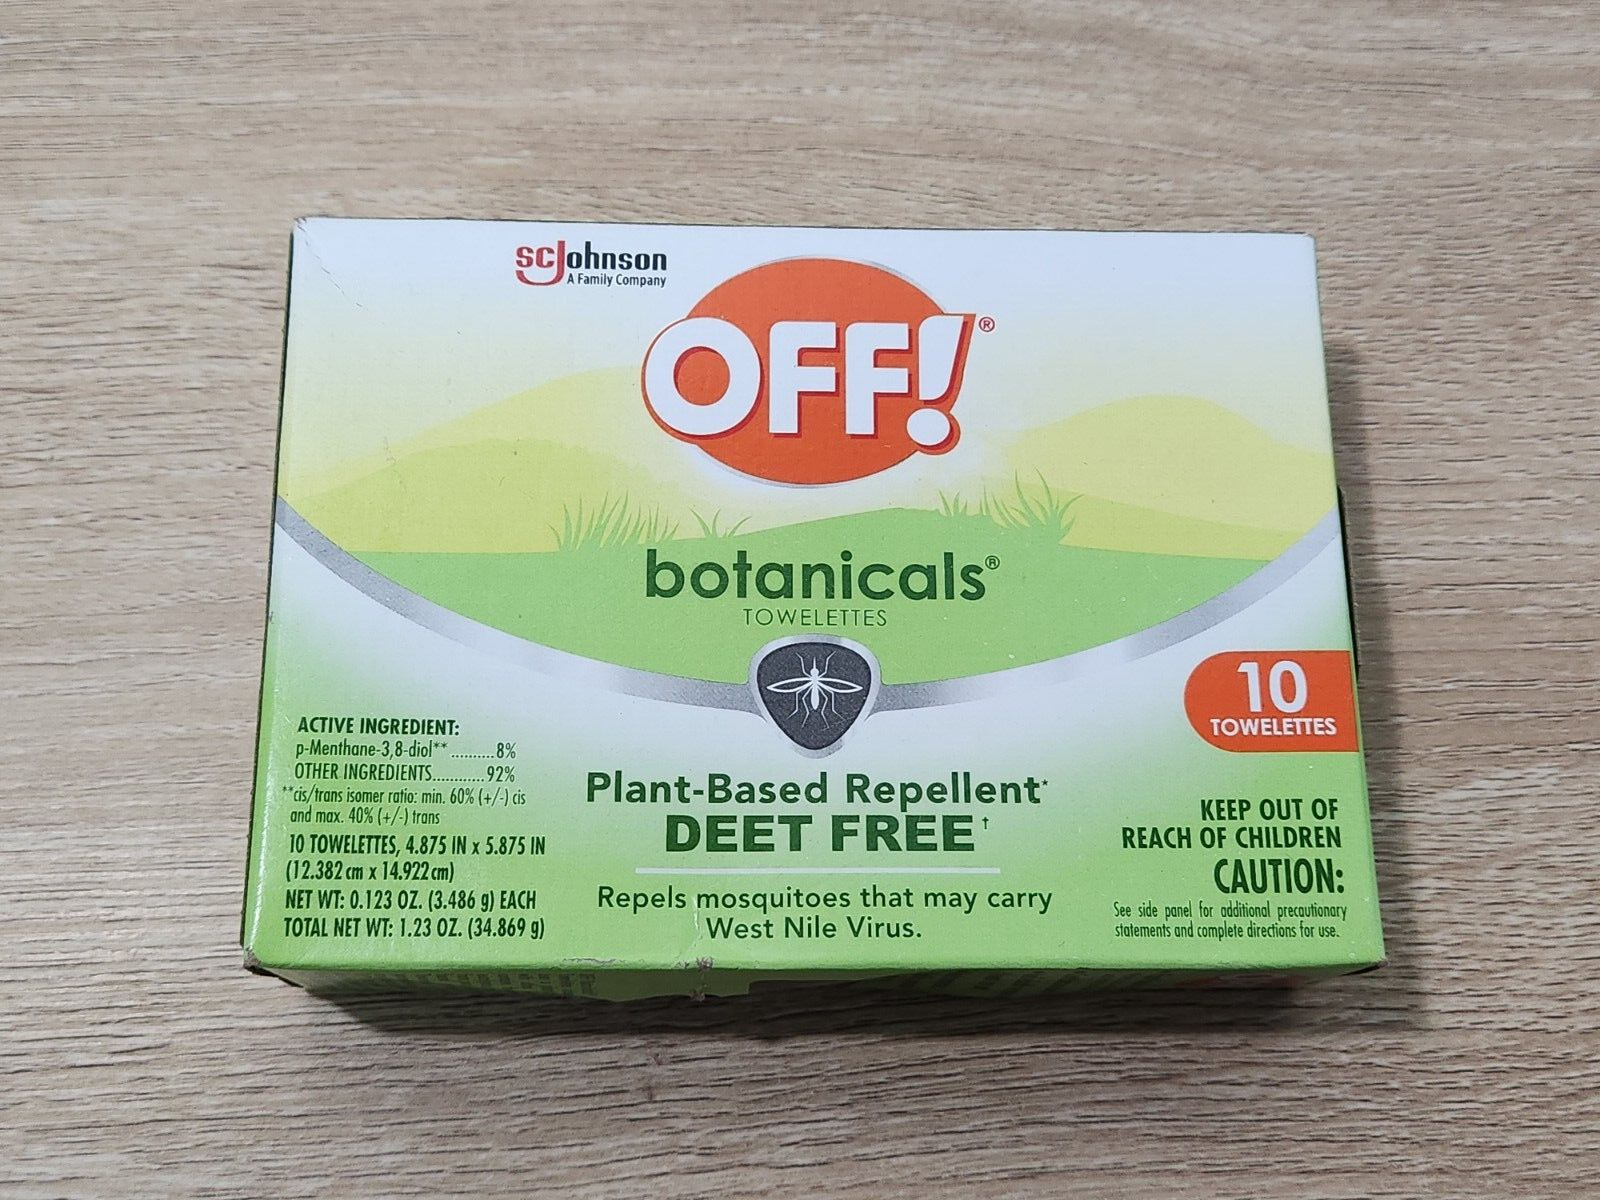 SC Johnson
A Family Company
OFF!®
botanicals®
TOWELETTES
10
TOWELETTES
ACTIVE INGREDIENT:
p-Menthane-3,8-diol** ..........8%
OTHER INGREDIENTS............92%
**cis/trans isomer ratio: min. 60% (+/-) cis
and max. 40% (+/-) trans
10 TOWELETTES, 4.875 IN x 5.875 IN
(12.382 cm x 14.922 cm)
NET WT: 0.123 OZ. (3.486 g) EACH
TOTAL NET WT: 1.23 OZ. (34.869 g)
Plant-Based Repellent*
DEET FREE†
Repels mosquitoes that may carry
West Nile Virus.
KEEP OUT OF
REACH OF CHILDREN
CAUTION:
See side panel for additional precautionary
statements and complete directions for use.